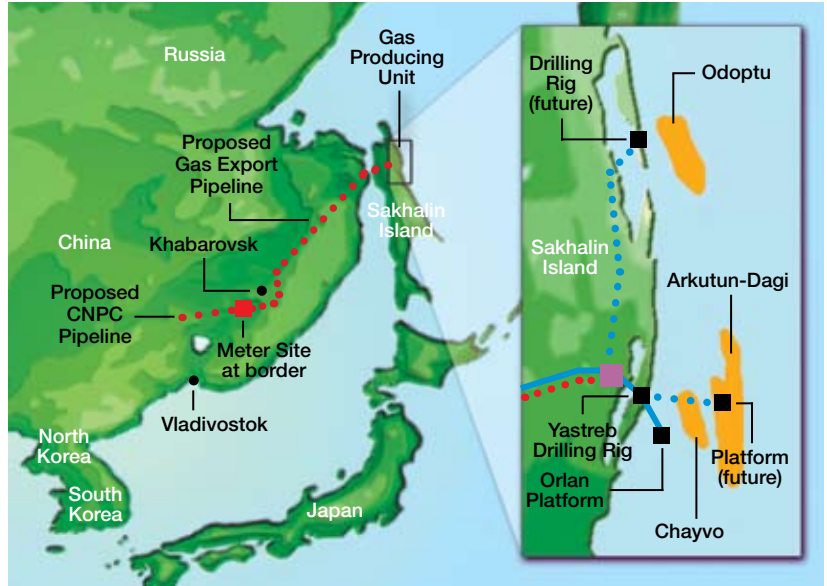 Russia
Gas
Producing
Unit
Proposed
Gas Export
Pipeline
Sakhalin
Island
China
Khabarovsk
Proposed
CNPC
Pipeline
Meter Site
at border
Vladivostok
North
Korea
South
Korea
Japan
Drilling
Rig
(future)
Odoptu
Sakhalin
Island
Arkutun-Dagi
Yastreb
Drilling Rig
Orlan
Platform
Platform
(future)
Chayvo